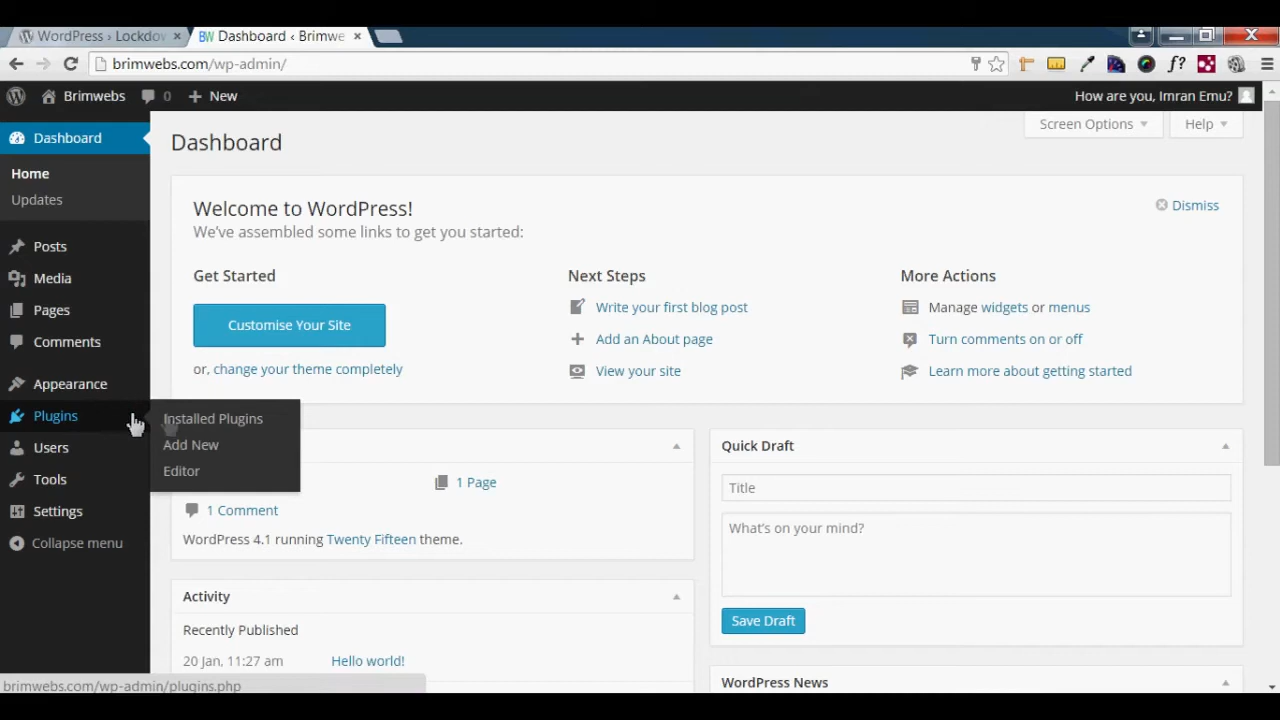 WordPress › Lockdow
BW Dashboard ‹ Brimwe
brimwebs.com/wp-admin/
f?
Brimwebs
0
New
How are you, Imran Emu?
Dashboard
Home
Updates
Posts
Media
Pages
Comments
Appearance
Plugins
Users
Tools
Settings
Collapse menu
Installed Plugins
Add New
Editor
Dashboard
Screen Options
Help
Welcome to WordPress!
Dismiss
We've assembled some links to get you started:
Get Started
Customise Your Site
or, change your theme completely
Next Steps
Write your first blog post
Add an About page
View your site
More Actions
Manage widgets or menus
Turn comments on or off
Learn more about getting started
1 Page
1 Comment
WordPress 4.1 running Twenty Fifteen theme.
Activity
Recently Published
20 Jan, 11:27 am
Hello world!
Quick Draft
Title
What's on your mind?
Save Draft
WordPress News
brimwebs.com/wp-admin/plugins.php